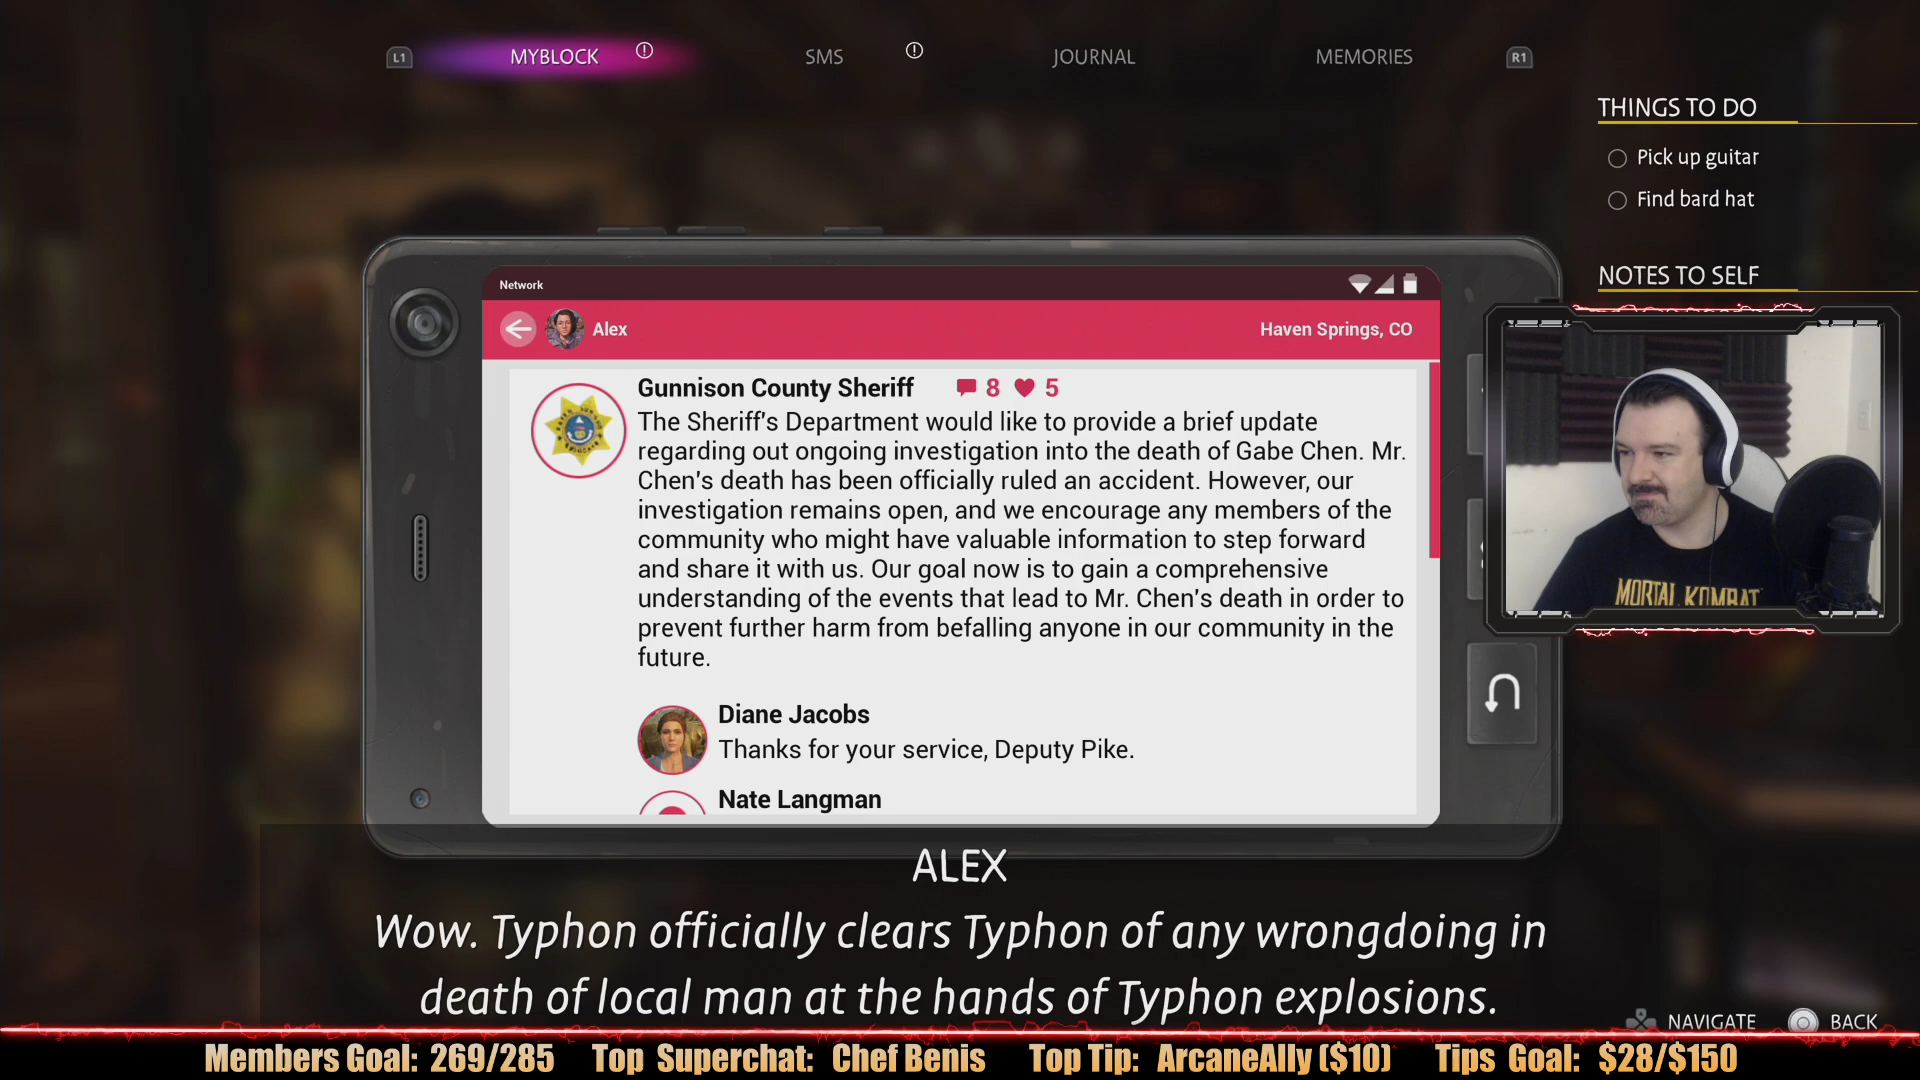 L1
MYBLOCK
SMS
JOURNAL
MEMORIES
R1
THINGS TO DO
Pick up guitar
Find bard hat
NOTES TO SELF
Network
Alex
Haven Springs, CO
Gunnison County Sheriff 8 5
The Sheriff's Department would like to provide a brief update
regarding out ongoing investigation into the death of Gabe Chen. Mr.
Chen's death has been officially ruled an accident. However, our
investigation remains open, and we encourage any members of the
community who might have valuable information to step forward
and share it with us. Our goal now is to gain a comprehensive
understanding of the events that lead to Mr. Chen's death in order to
prevent further harm from befalling anyone in our community in the
future.
Diane Jacobs
Thanks for your service, Deputy Pike.
Nate Langman
MORTAL KOMBAT
ALEX
Wow. Typhon officially clears Typhon of any wrongdoing in
death of local man at the hands of Typhon explosions.
NAVIGATE
BACK
Members Goal: 269/285 Top Superchat: Chef Benis Top Tip: ArcaneAlly ($10) Tips Goal: $28/$150